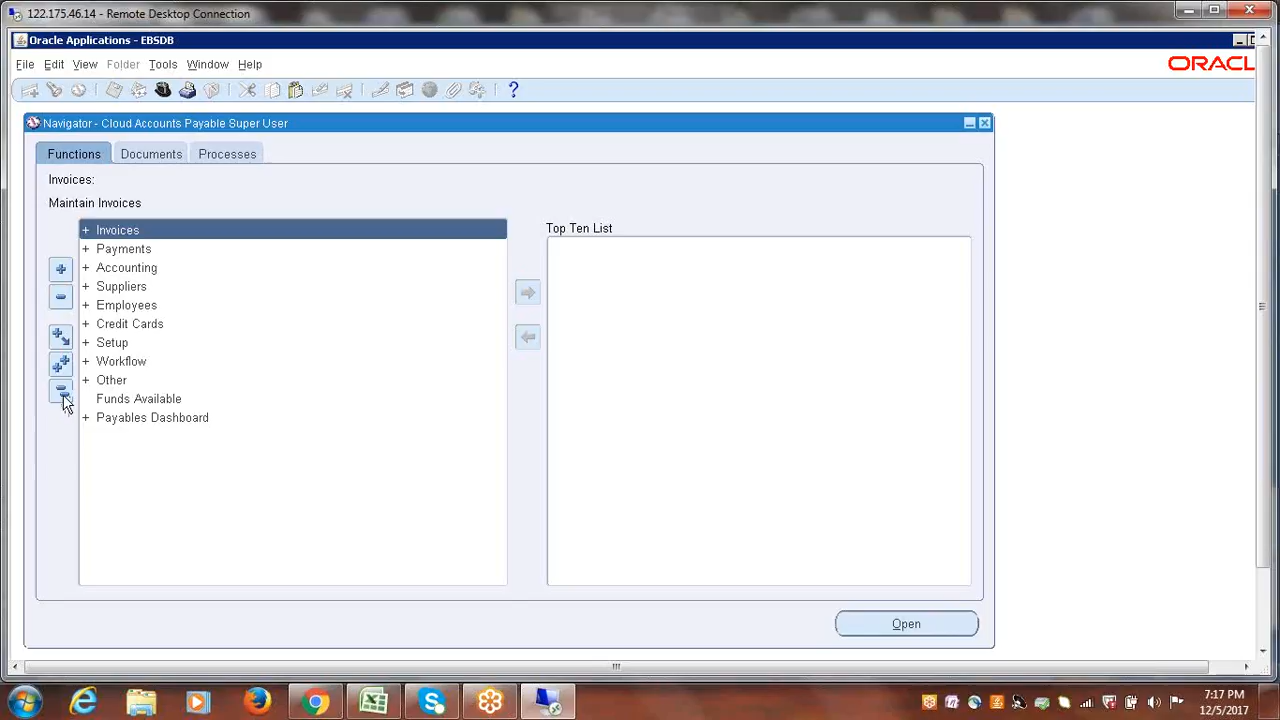 122.175.46.14 - Remote Desktop Connection
Oracle Applications - EBSDB
File Edit View Folder Tools Window Help
ORACL
Navigator - Cloud Accounts Payable Super User
Functions Documents Processes
Invoices:
Maintain Invoices
Top Ten List
+ Invoices
+ Payments
+ Accounting
+ Suppliers
+ Employees
+ Credit Cards
+ Setup
+ Workflow
+ Other
Funds Available
+ Payables Dashboard
Open
7:17 PM
12/5/2017